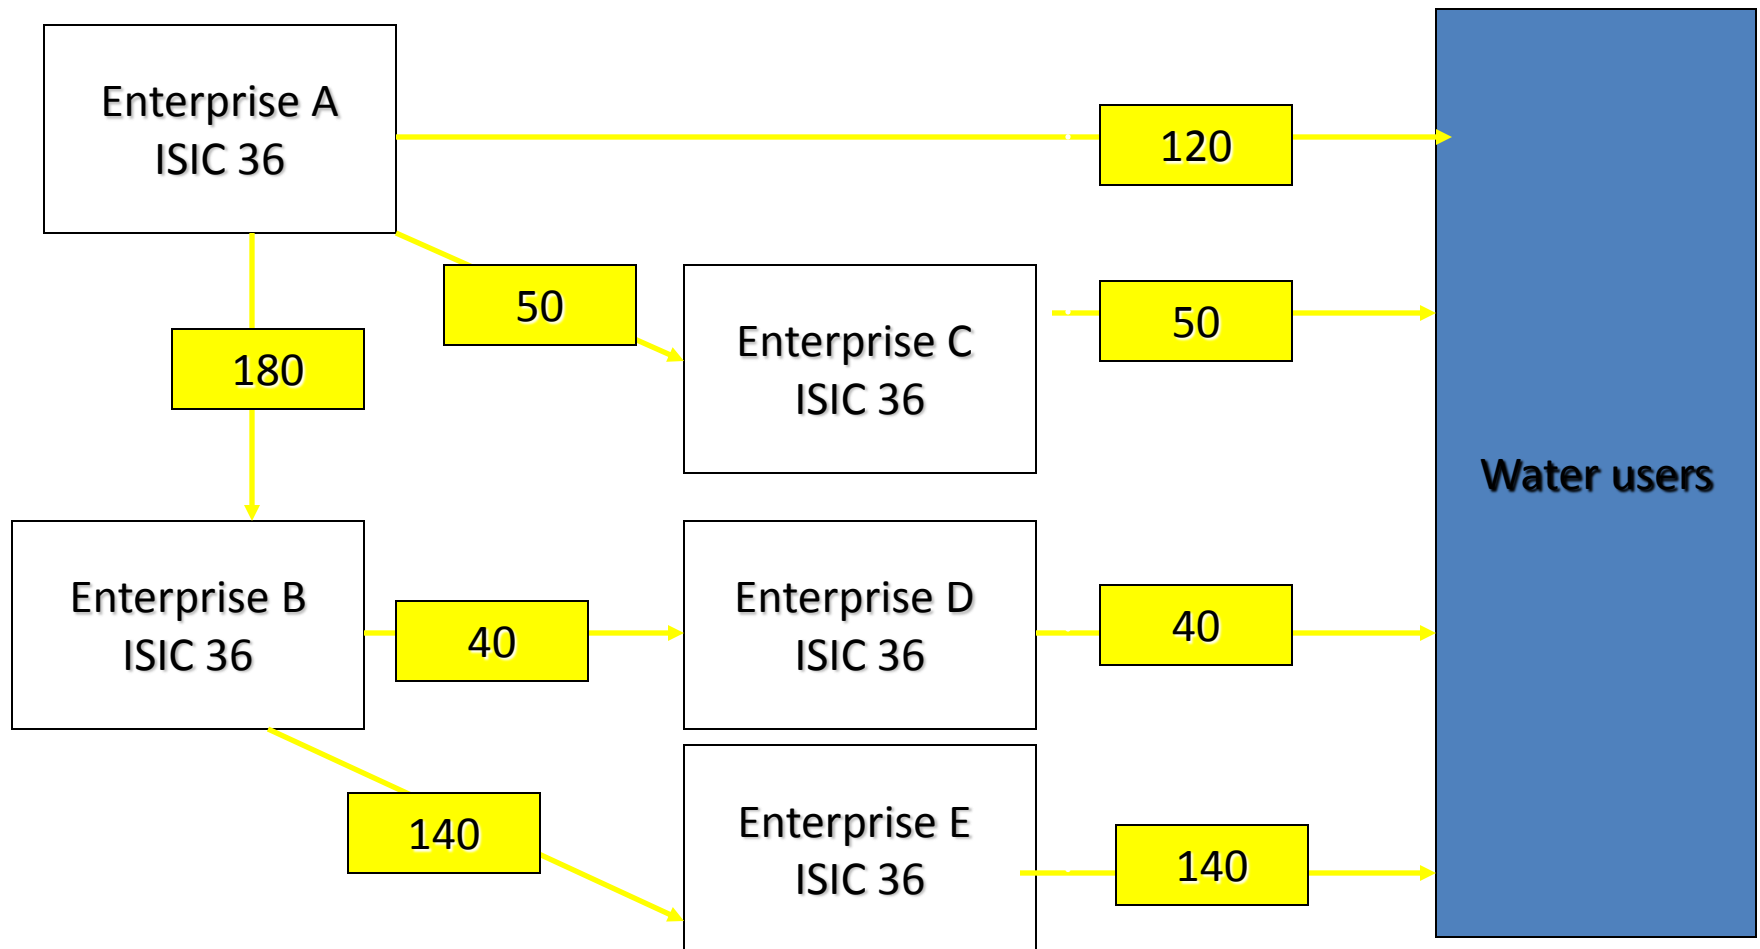 Enterprise A
ISIC 36
120
50
50
Enterprise C
ISIC 36
180
Water users
Enterprise B
ISIC 36
40
Enterprise D
ISIC 36
40
140
Enterprise E
ISIC 36
140